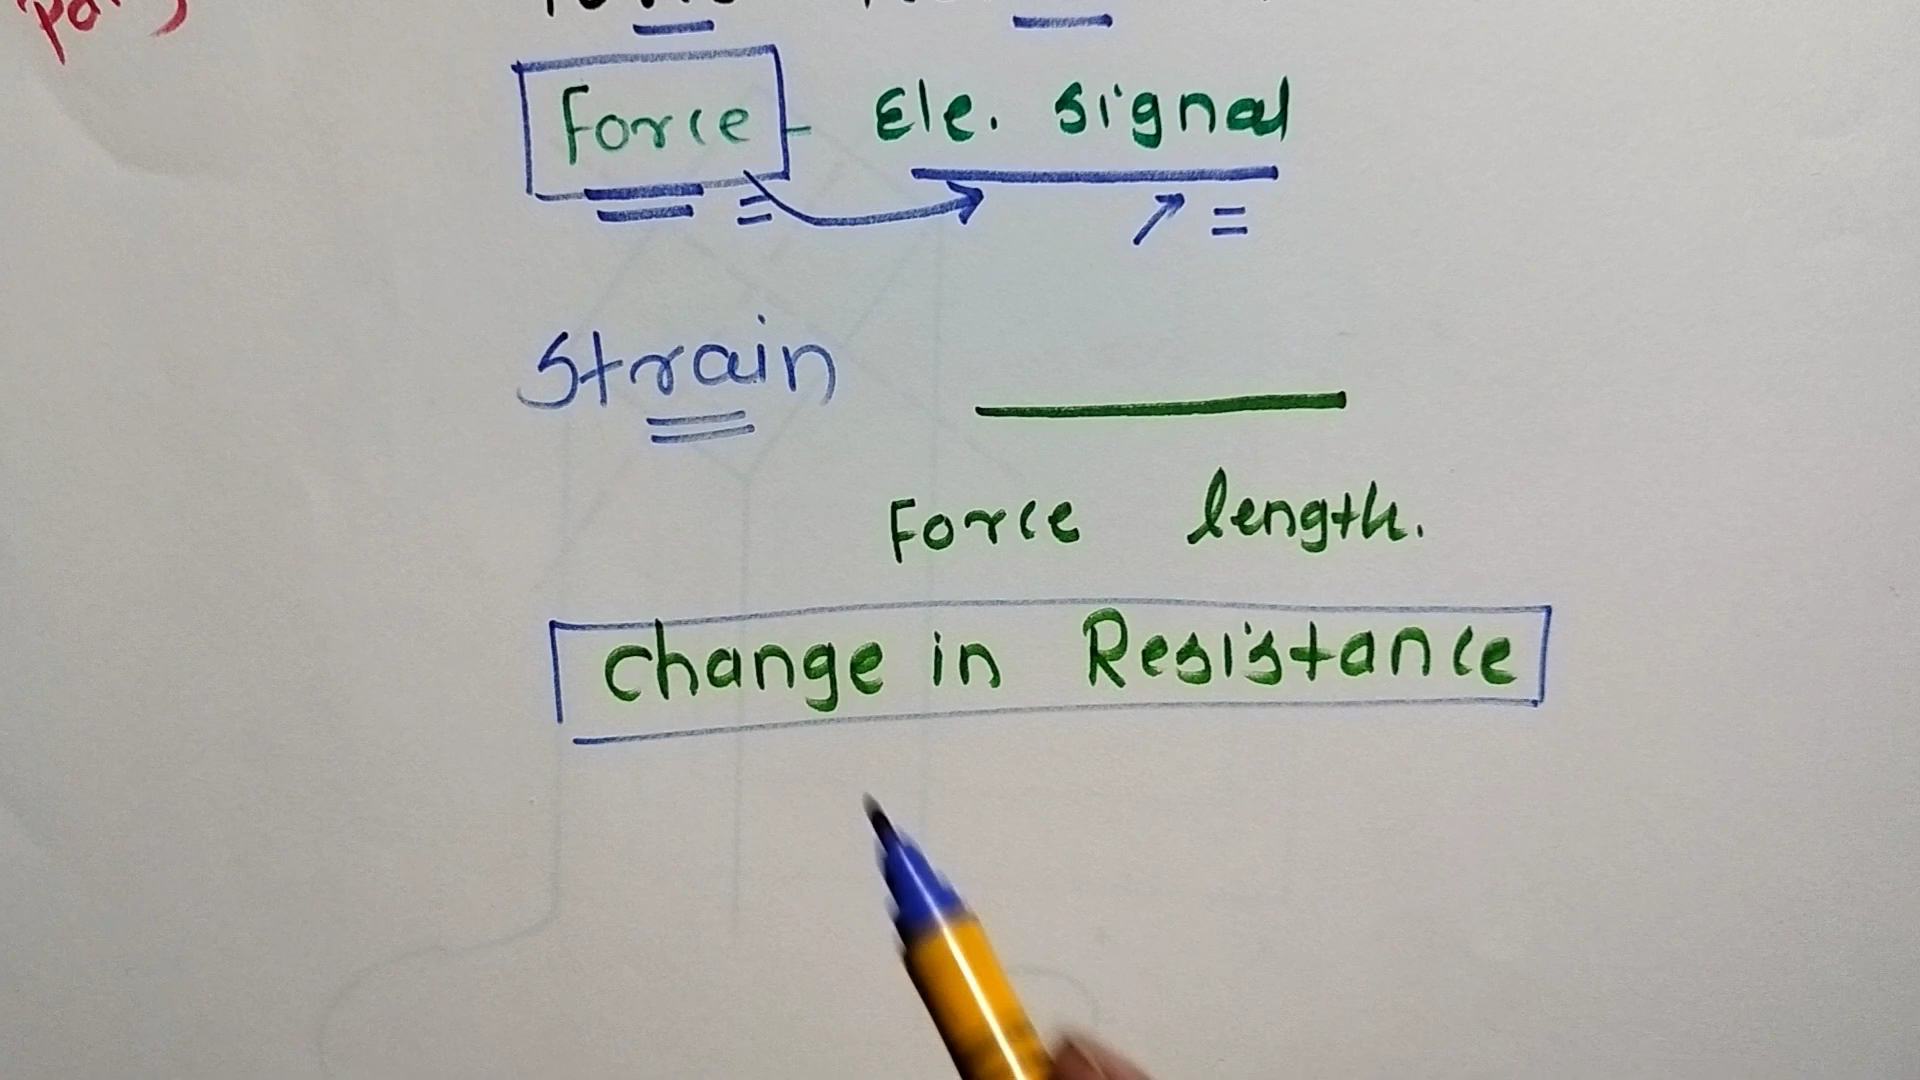 Force - Ele. signal
Strain
Force length.
change in Resistance